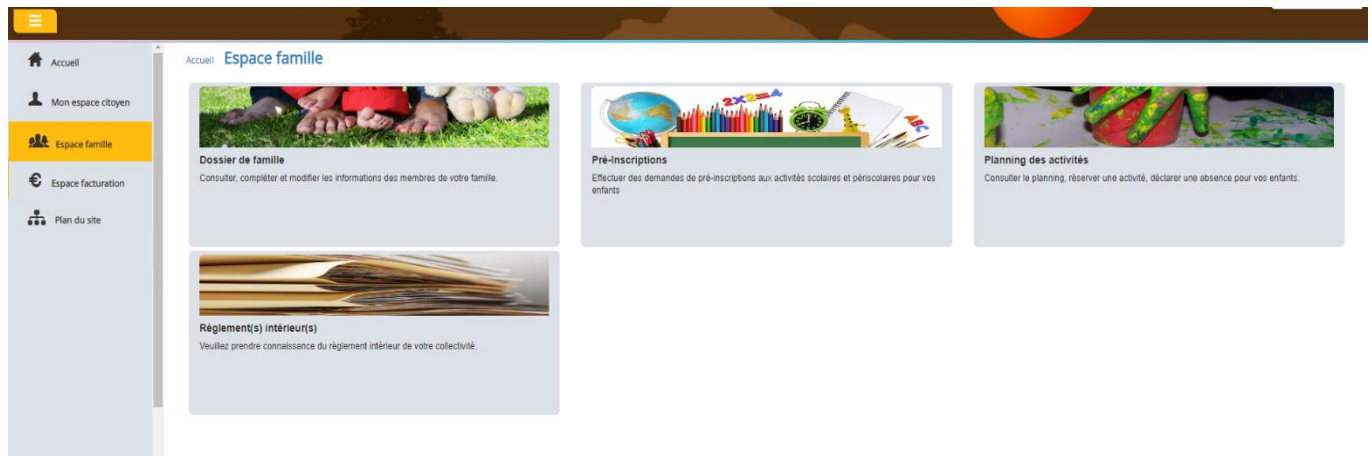 Accueil
Mon espace citoyen
Espace famille
Espace facturation
Plan du site
Accueil Espace famille
Dossier de famille
Consulter, compléter et modifier les informations des membres de votre famille.
2x2=4
ABC
Pré-Inscriptions
Effectuer des demandes de pré-inscriptions aux activités scolaires et périscolaires pour vos
enfants
Planning des activités
Consulter le planning, réserver une activité, déclarer une absence pour vos enfants.
Règlement(s) intérieur(s)
Veuillez prendre connaissance du règlement intérieur de votre collectivité.